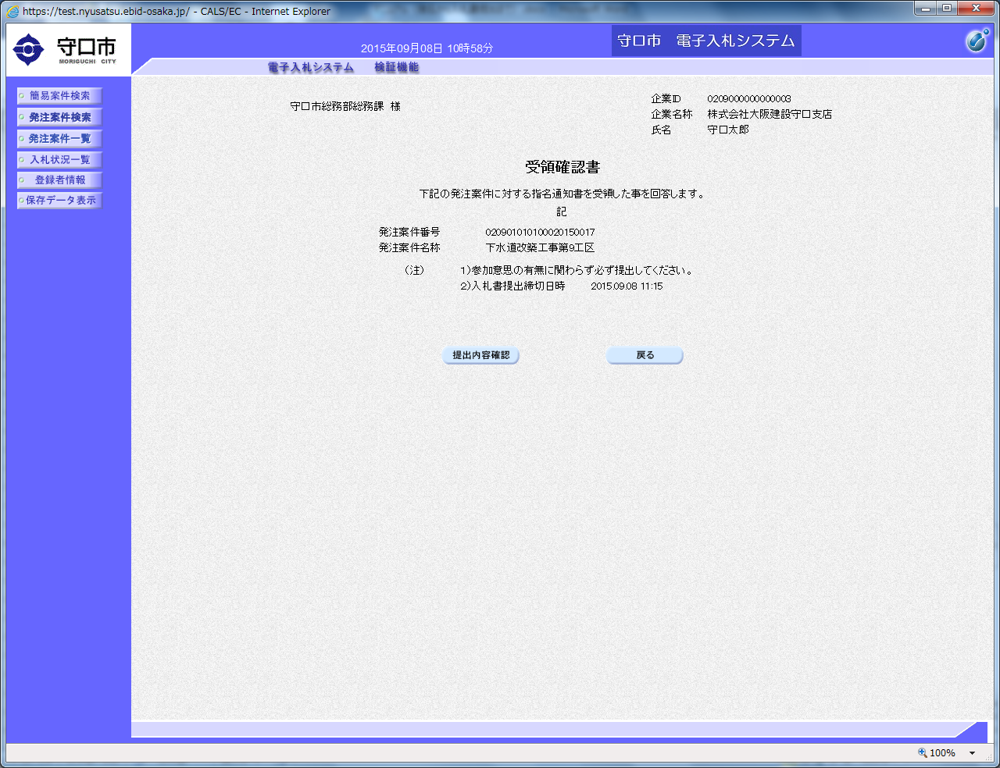 https://test.nyusatsu.ebid-osaka.jp/ - CALS/EC - Internet Explorer
守口市
MORIGUCHI CITY
2015年09月08日 10時58分
守口市　電子入札システム
電子入札システム　検証機能
簡易案件検索
発注案件検索
発注案件一覧
入札状況一覧
登録者情報
保存データ表示
守口市総務部総務課 様
企業ID 0209000000000003
企業名称 株式会社大阪建設守口支店
氏名 守口太郎
受領確認書
下記の発注案件に対する指名通知書を受領した事を回答します。
記
発注案件番号 020901010100020150017
発注案件名称 下水道改築工事第9工区
（注） 1)参加意思の有無に関わらず必ず提出してください。
2)入札書提出締切日時 2015.09.08 11:15
提出内容確認 戻る
100%